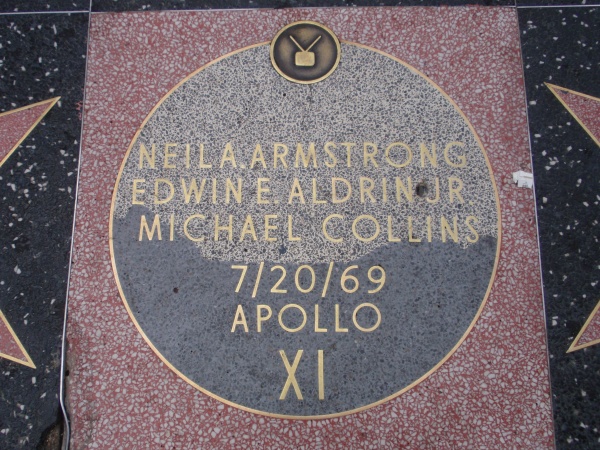 NEIL A. ARMSTRONG
EDWIN E. ALDRIN JR
MICHAEL COLLINS
7/20/69
APOLLO
XI